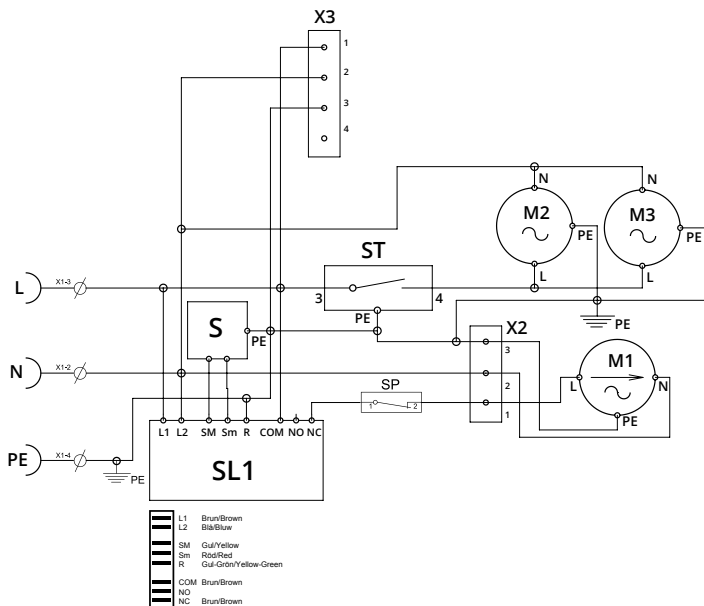 X3
1
2
3
4
N
N
M2
M3
PE
PE
L
L
ST
3
4
PE
L
X1-3
S
PE
X2
3
2
1
PE
N
X1-2
SP
1
2
M1
L
N
PE
PE
X1-4
PE
L1 L2 SM Sm R COM NO NC
SL1
L1 Brun/Brown
L2 Blå/Bluw
SM Gul/Yellow
Sm Röd/Red
R Gul-Grön/Yellow-Green
COM Brun/Brown
NO
NC Brun/Brown